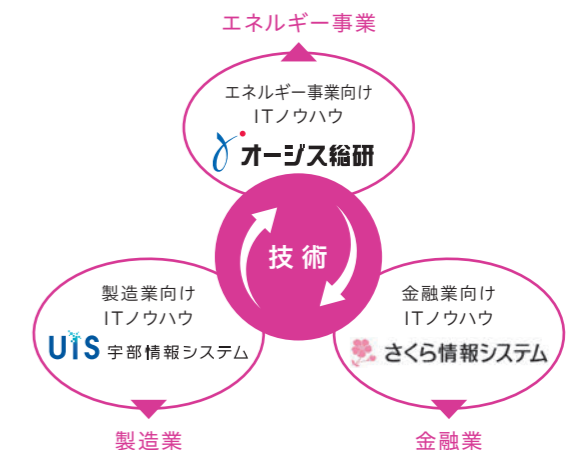 エネルギー事業
エネルギー事業向け
ITノウハウ
オージス総研
技術
製造業向け
ITノウハウ
UIS 宇部情報システム
金融業向け
ITノウハウ
さくら情報システム
製造業
金融業